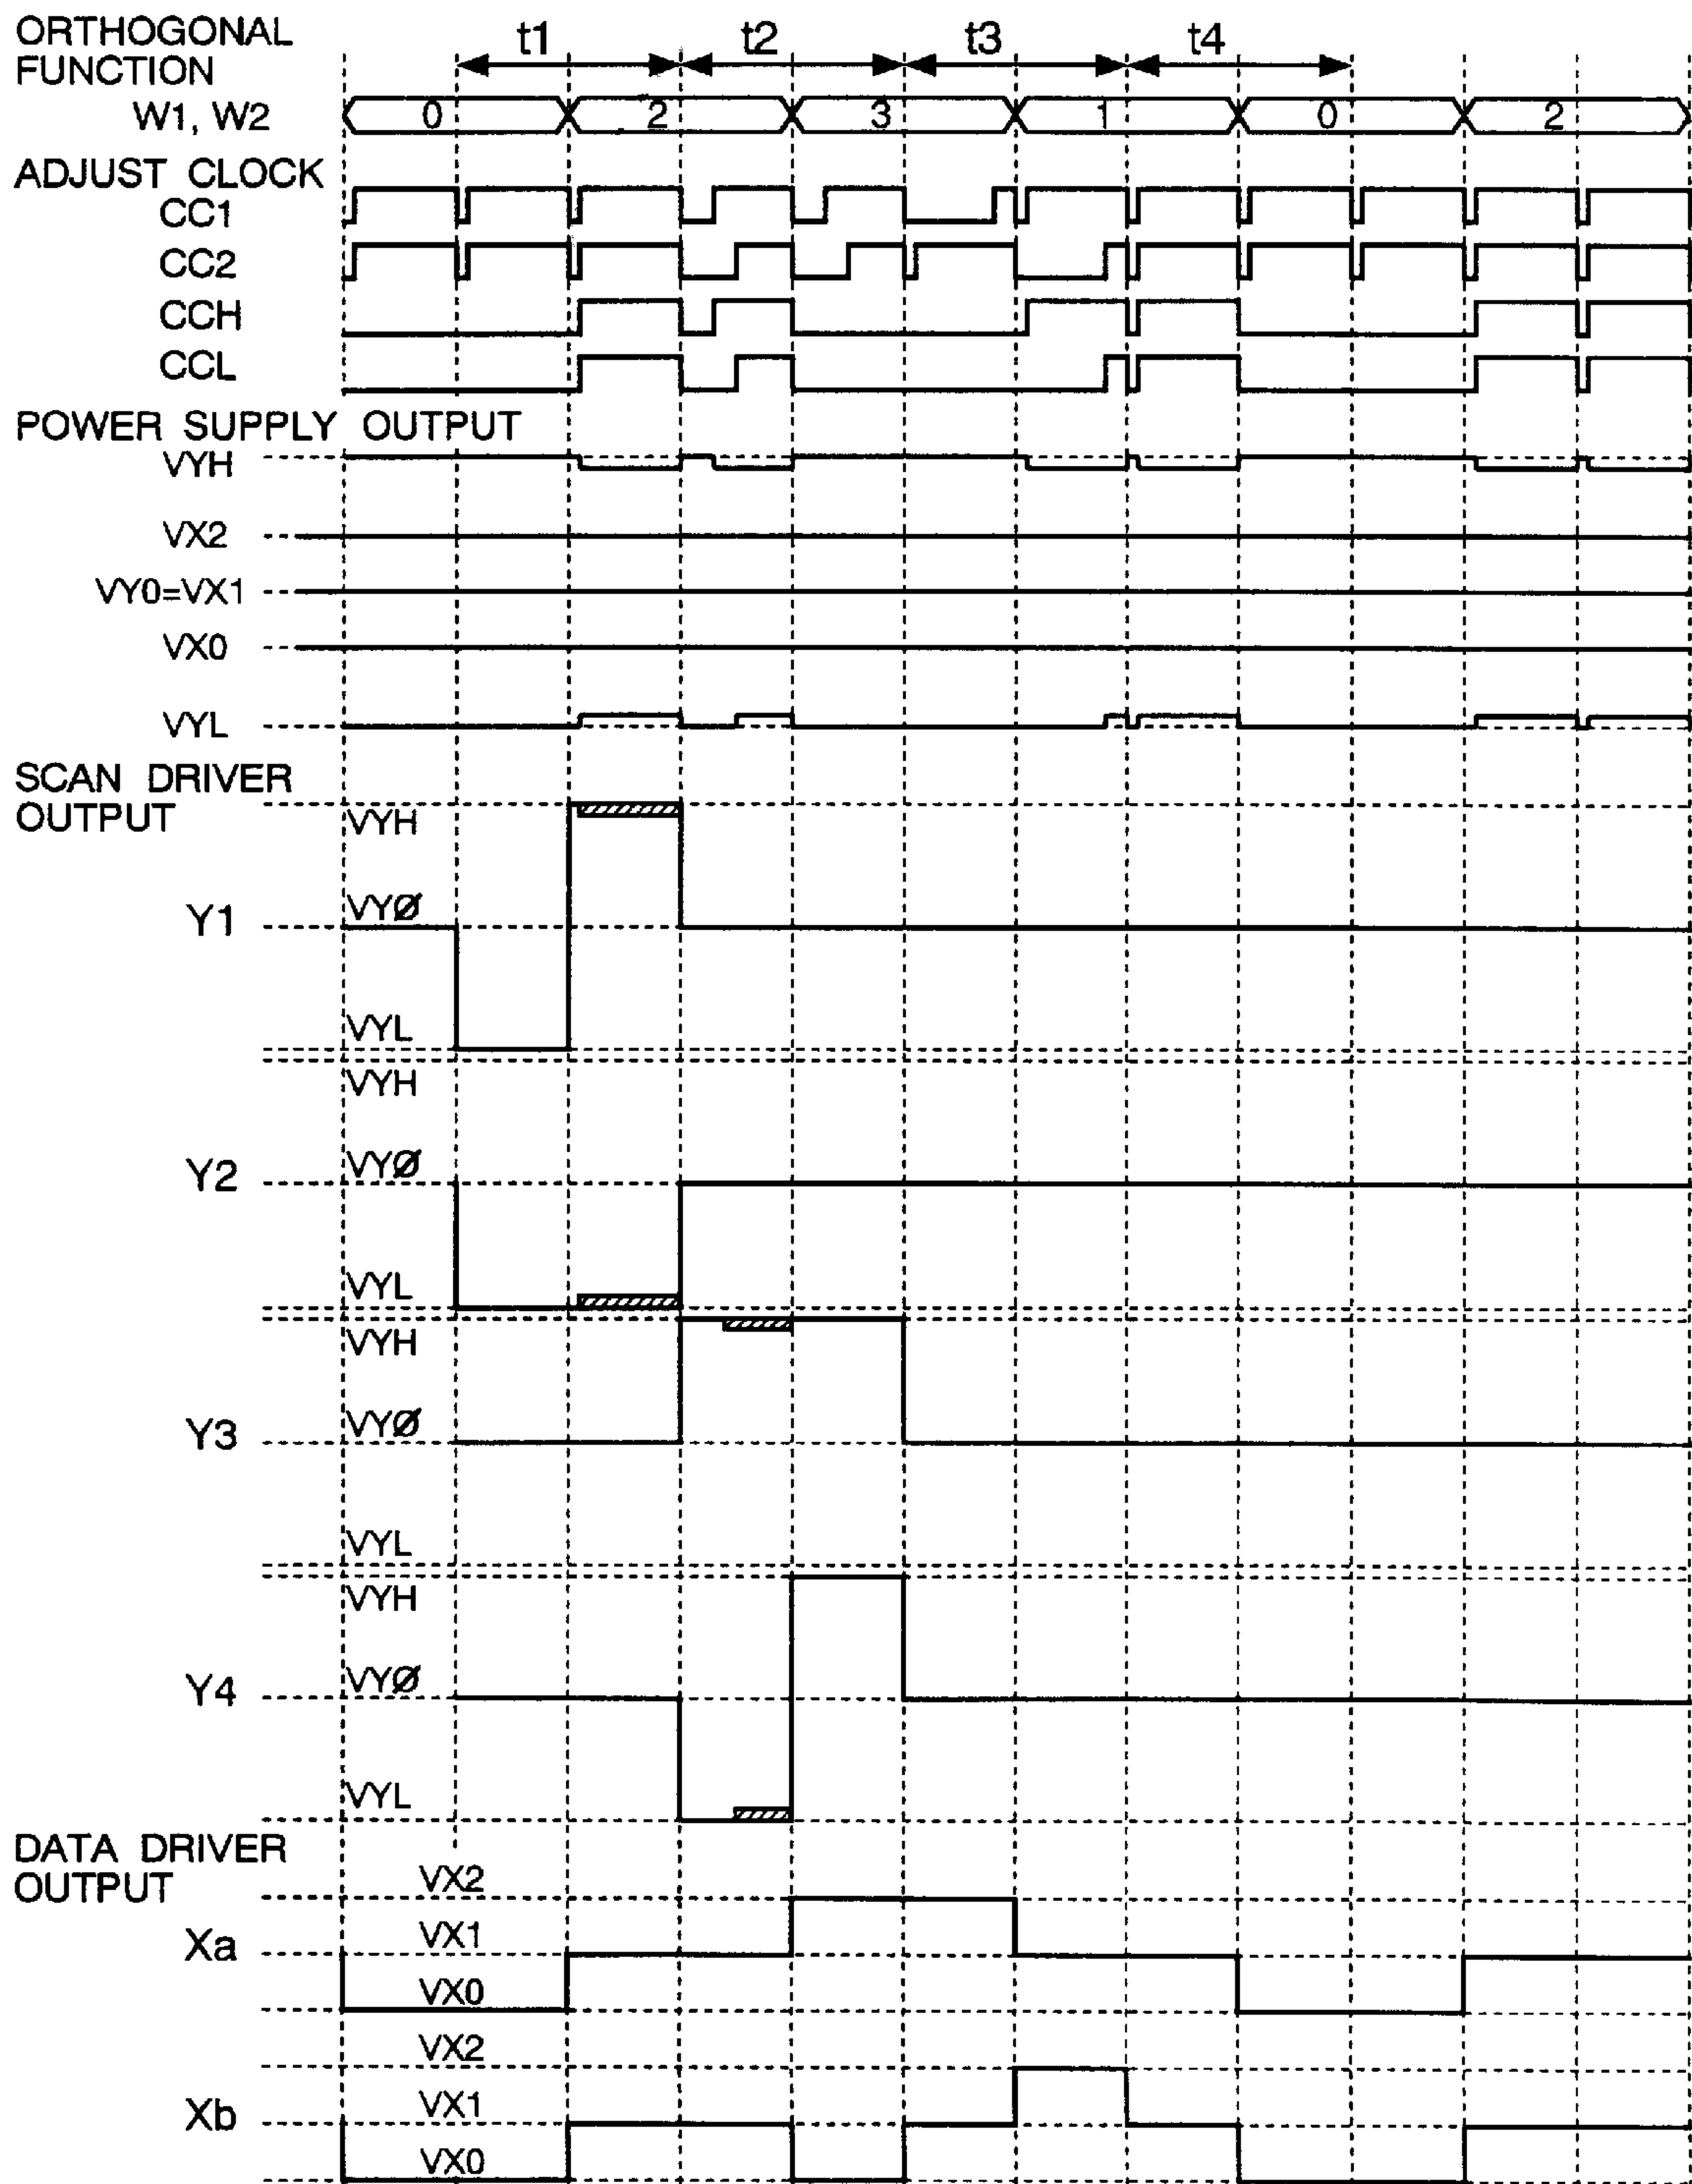 ORTHOGONAL
FUNCTION
t1 t2 t3 t4
W1, W2 0 2 3 1 0 2
ADJUST CLOCK
CC1
CC2
CCH
CCL
POWER SUPPLY OUTPUT
VYH
VX2
VY0=VX1
VX0
VYL
SCAN DRIVER
OUTPUT
VYH
Y1 VYØ
VYL
VYH
Y2 VYØ
VYL
VYH
Y3 VYØ
VYL
VYH
Y4 VYØ
VYL
DATA DRIVER
OUTPUT
VX2
Xa VX1
VX0
VX2
Xb VX1
VX0